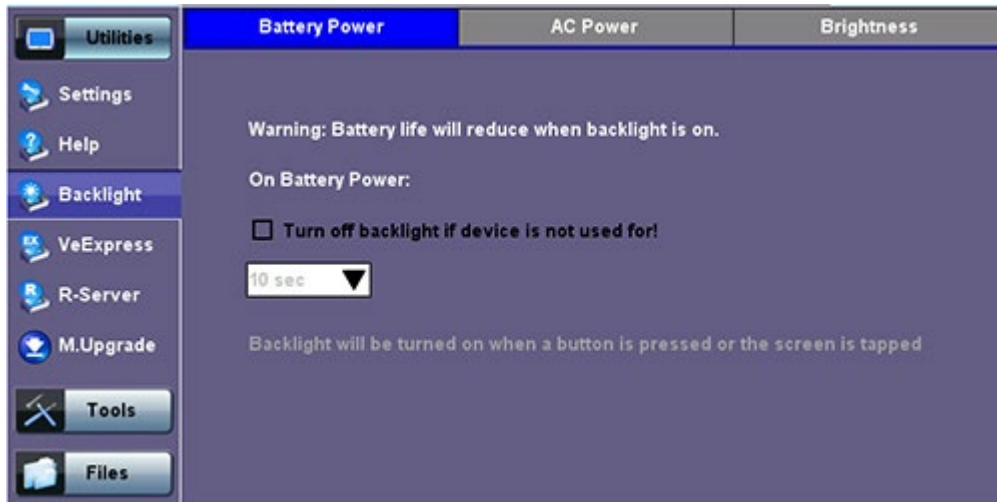 Utilities
Settings
Help
Backlight
EX
VeExpress
R
R-Server
M.Upgrade
Tools
Files
Battery Power
AC Power
Brightness
Warning: Battery life will reduce when backlight is on.
On Battery Power:
Turn off backlight if device is not used for!
10 sec
Backlight will be turned on when a button is pressed or the screen is tapped